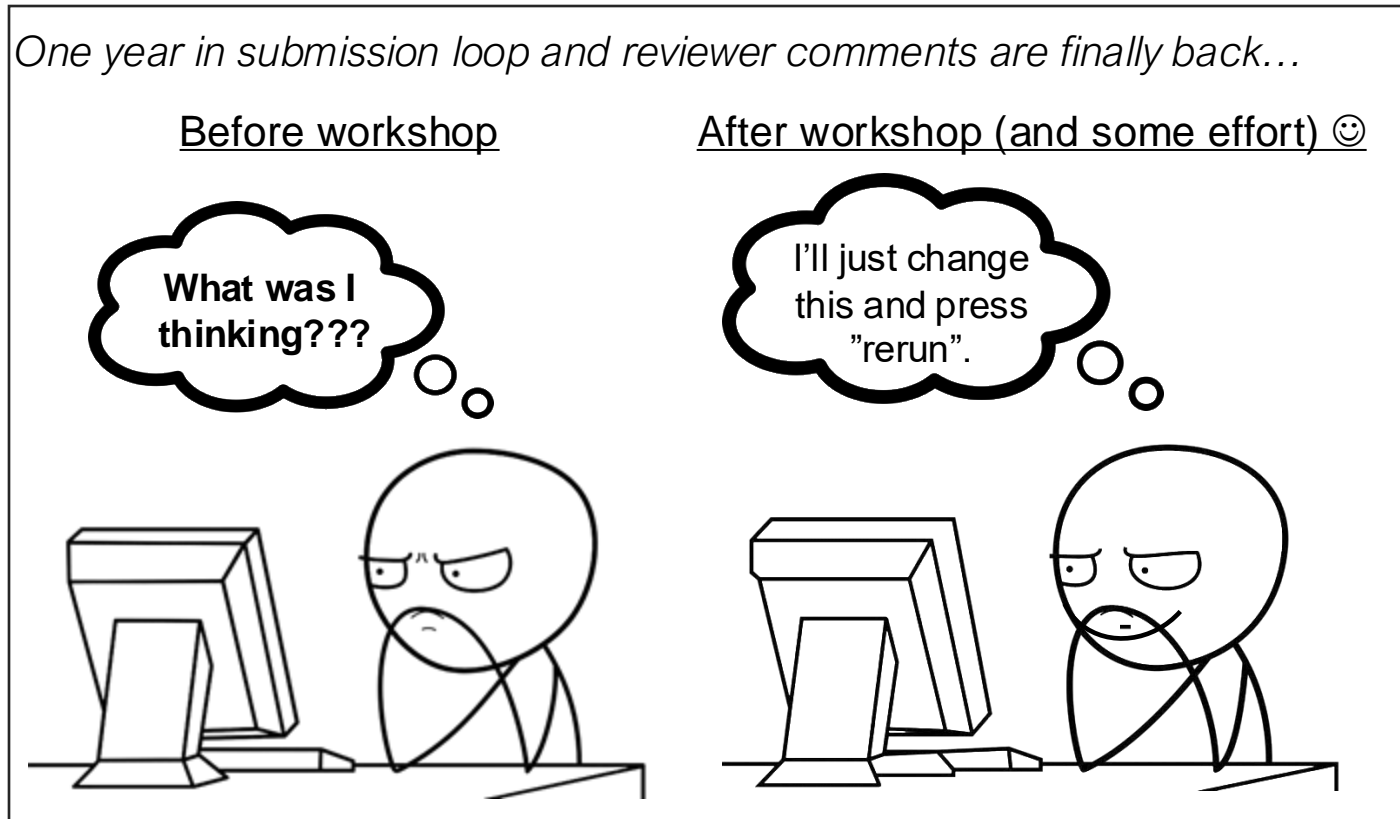 One year in submission loop and reviewer comments are finally back…
Before workshop
After workshop (and some effort) ☺
What was I
thinking???
I'll just change
this and press
”rerun”.